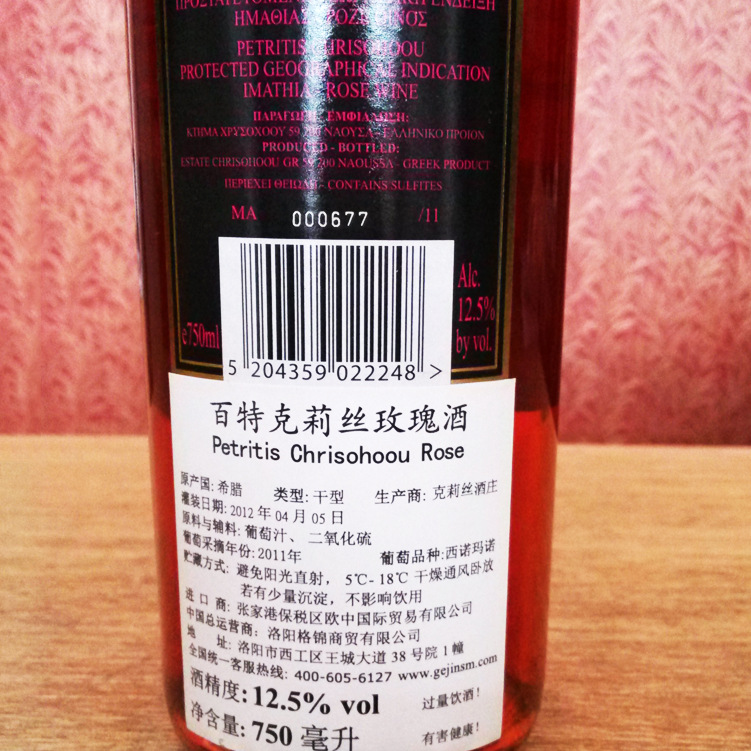 ΗΜΑΘΙΑΣ ΡΟΖΕ ΟΙΝΟΣ
PETRITIS CHRISOHOOU
PROTECTED GEOGRAPHICAL INDICATION
IMATHIA ROSE WINE
ΠΑΡΑΓΩΓΗ - ΕΜΦΙΑΛΩΣΗ:
ΚΤΗΜΑ ΧΡΥΣΟΧΟΟΥ 59 200 ΝΑΟΥΣΑ - ΕΛΛΗΝΙΚΟ ΠΡΟΙΟΝ
PRODUCED - BOTTLED:
ESTATE CHRISOHOOU GR 59 700 NAOUSSA - GREEK PRODUCT
ΠΕΡΙΕΧΕΙ ΘΕΙΩΔΗ - CONTAINS SULFITES
MA 000677 /11
Alc.
12.5%
by vol.
e750ml
5 204359 022248 >
百特克莉丝玫瑰酒
Petritis Chrisohoou Rose
原产国: 希腊 类型: 干型 生产商: 克莉丝酒庄
灌装日期: 2012 年 04 月 05 日
原料与辅料: 葡萄汁、二氧化硫
葡萄采摘年份: 2011年 葡萄品种: 西诺玛诺
贮藏方式: 避免阳光直射， 5℃- 18℃ 干燥通风卧放
若有少量沉淀，不影响饮用
进 口 商: 张家港保税区欧中国际贸易有限公司
中国总运营商: 洛阳格锦商贸有限公司
地 址: 洛阳市西工区王城大道 38 号院 1 幢
全国统一客服热线: 400-605-6127 www.gejinsm.com
酒精度: 12.5% vol 过量饮酒！
净含量: 750 毫升 有害健康！